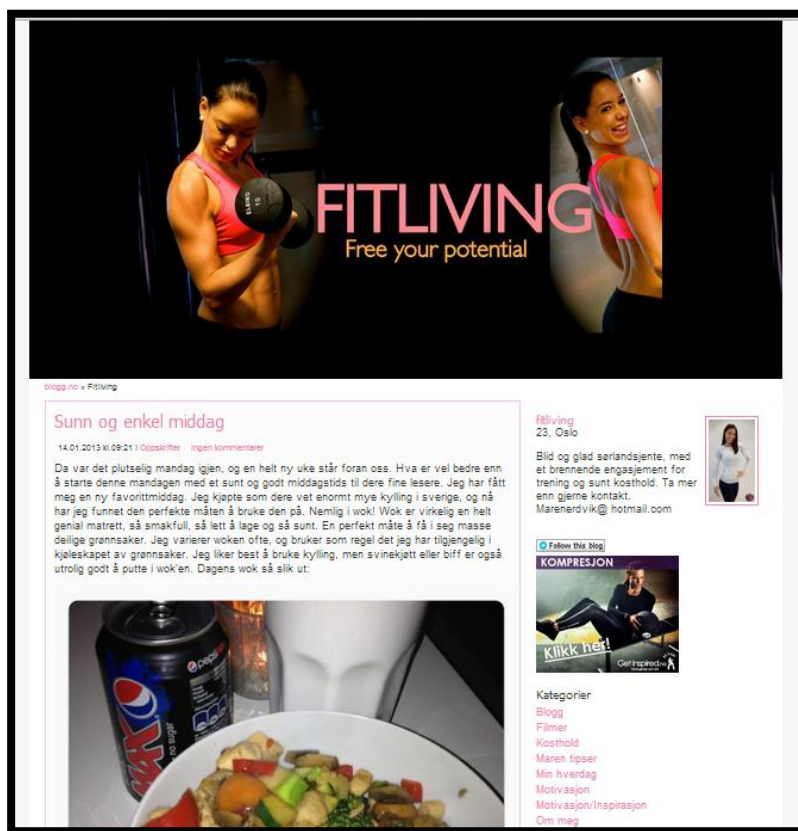 ELEIKO
10
FITLIVING
Free your potential
blogg.no » Fitliving
Sunn og enkel middag
14.01.2013 kl.09:21 | Oppskrifter Ingen kommentarer
Da var det plutselig mandag igjen, og en helt ny uke står foran oss. Hva er vel bedre enn
å starte denne mandagen med et sunt og godt middagstids til dere fine lesere. Jeg har fått
meg en ny favorittmiddag. Jeg kjøpte som dere vet enormt mye kylling i sverige, og nå
har jeg funnet den perfekte måten å bruke den på. Nemlig i wok! Wok er virkelig en helt
genial matrett, så smakfull, så lett å lage og så sunt. En perfekt måte å få i seg masse
deilige grønnsaker. Jeg varierer woken ofte, og bruker som regel det jeg har tilgjengelig i
kjøleskapet av grønnsaker. Jeg liker best å bruke kylling, men svinekjøtt eller biff er også
utrolig godt å putte i wok'en. Dagens wok så slik ut:
pepsi
MAX
no sugar
fitliving
23, Oslo
Blid og glad sørlandsjente, med
et brennende engasjement for
trening og sunt kosthold. Ta mer
enn gjerne kontakt.
Marenerdvik@ hotmail.com
Follow this blog
KOMPRESJON
Klikk her!
GetInspired.no
Kategorier
Blogg
Filmer
Kosthold
Maren tipser
Min hverdag
Motivasjon
Motivasjon/Inspirasjon
Om meg